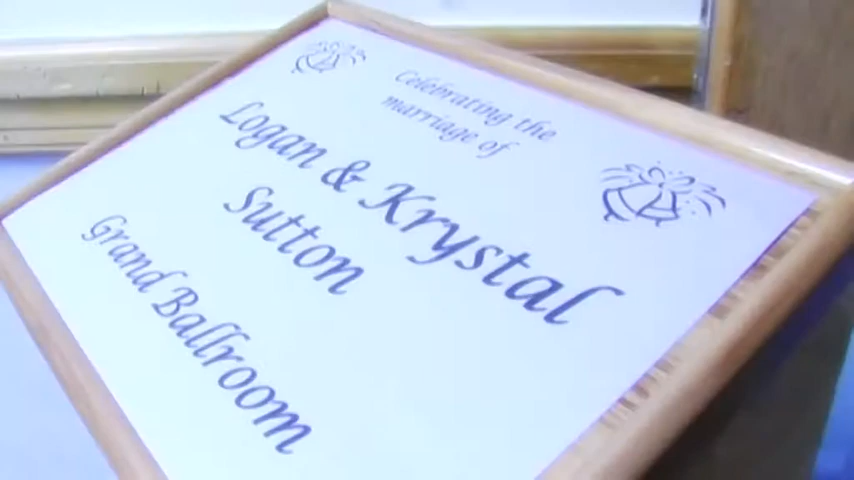 Celebrating the
marriage of
Logan & Krystal
Sutton
Grand Ballroom